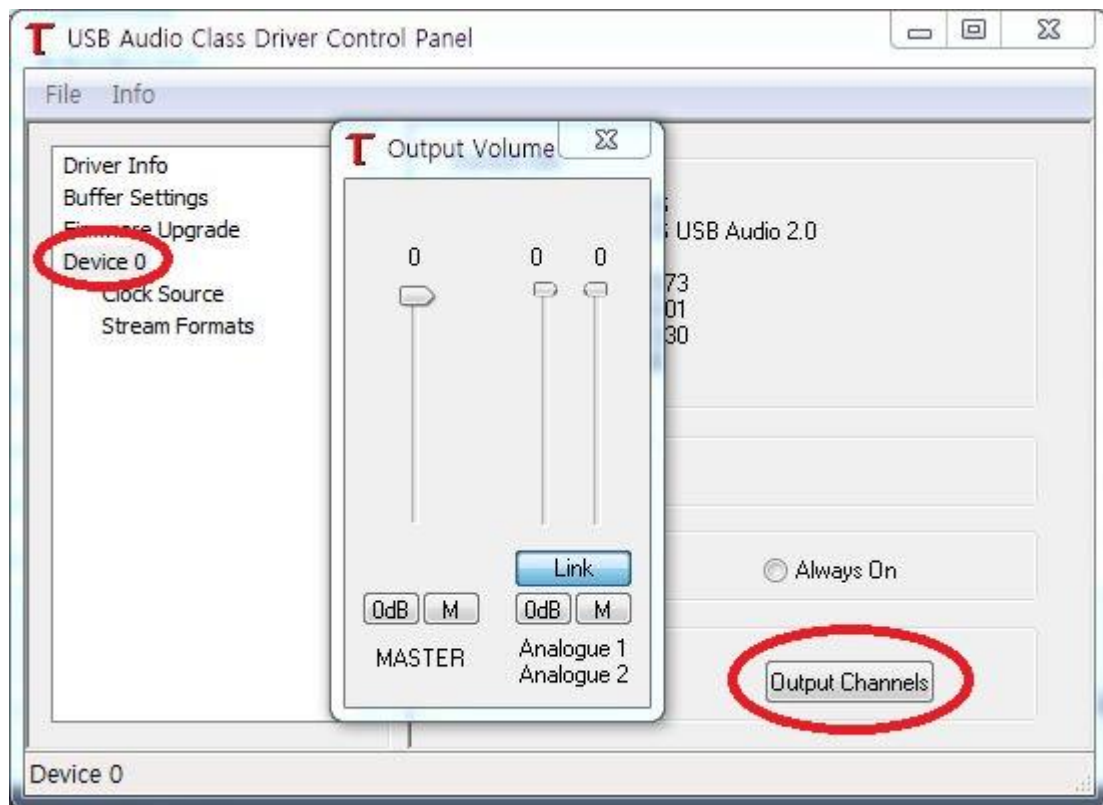 USB Audio Class Driver Control Panel
File Info
Driver Info
Buffer Settings
Firmware Upgrade
Device 0
Clock Source
Stream Formats
Output Volume
0 0 0
Link
0dB M 0dB M
MASTER
Analogue 1
Analogue 2
USB Audio 2.0
73
01
30
Always On
Output Channels
Device 0